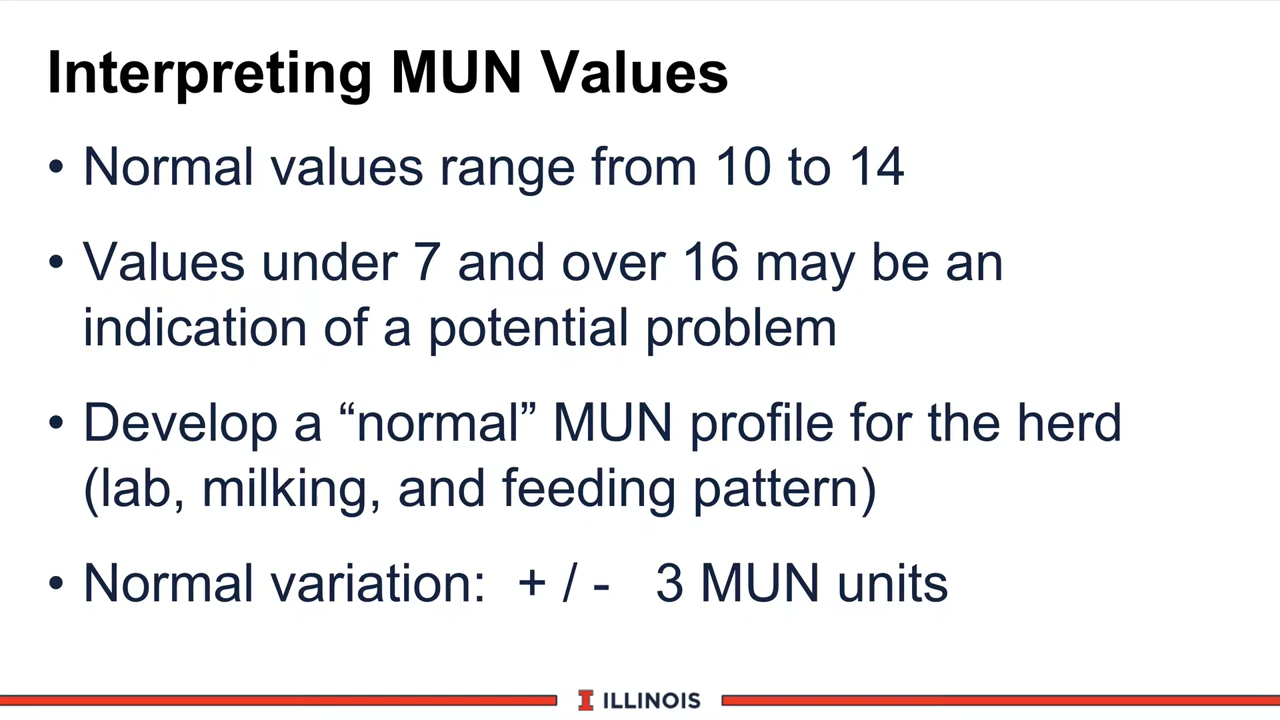 Interpreting MUN Values
• Normal values range from 10 to 14
• Values under 7 and over 16 may be an
indication of a potential problem
• Develop a “normal” MUN profile for the herd
(lab, milking, and feeding pattern)
• Normal variation:  + / -   3 MUN units
I ILLINOIS